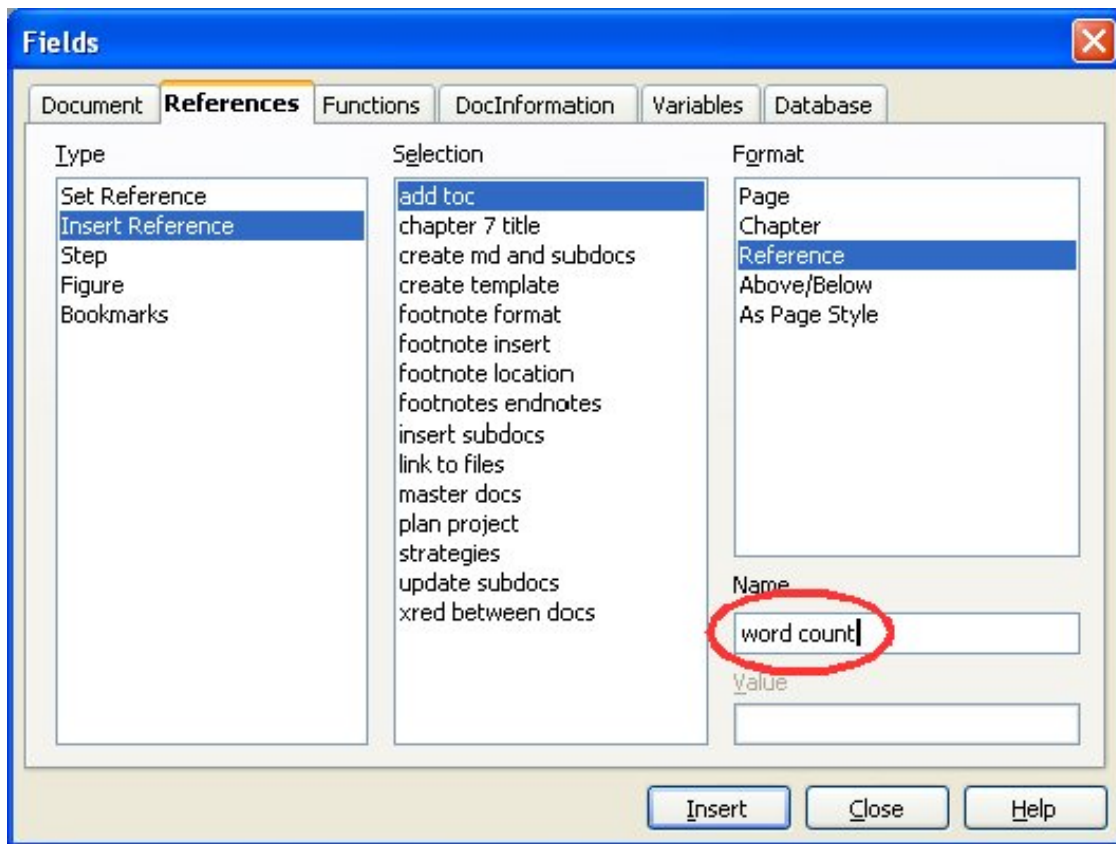 Fields
Document References Functions DocInformation Variables Database
Type
Set Reference
Insert Reference
Step
Figure
Bookmarks
Selection
add toc
chapter 7 title
create md and subdocs
create template
footnote format
footnote insert
footnote location
footnotes endnotes
insert subdocs
link to files
master docs
plan project
strategies
update subdocs
xred between docs
Format
Page
Chapter
Reference
Above/Below
As Page Style
Name
word count
Value
Insert Close Help